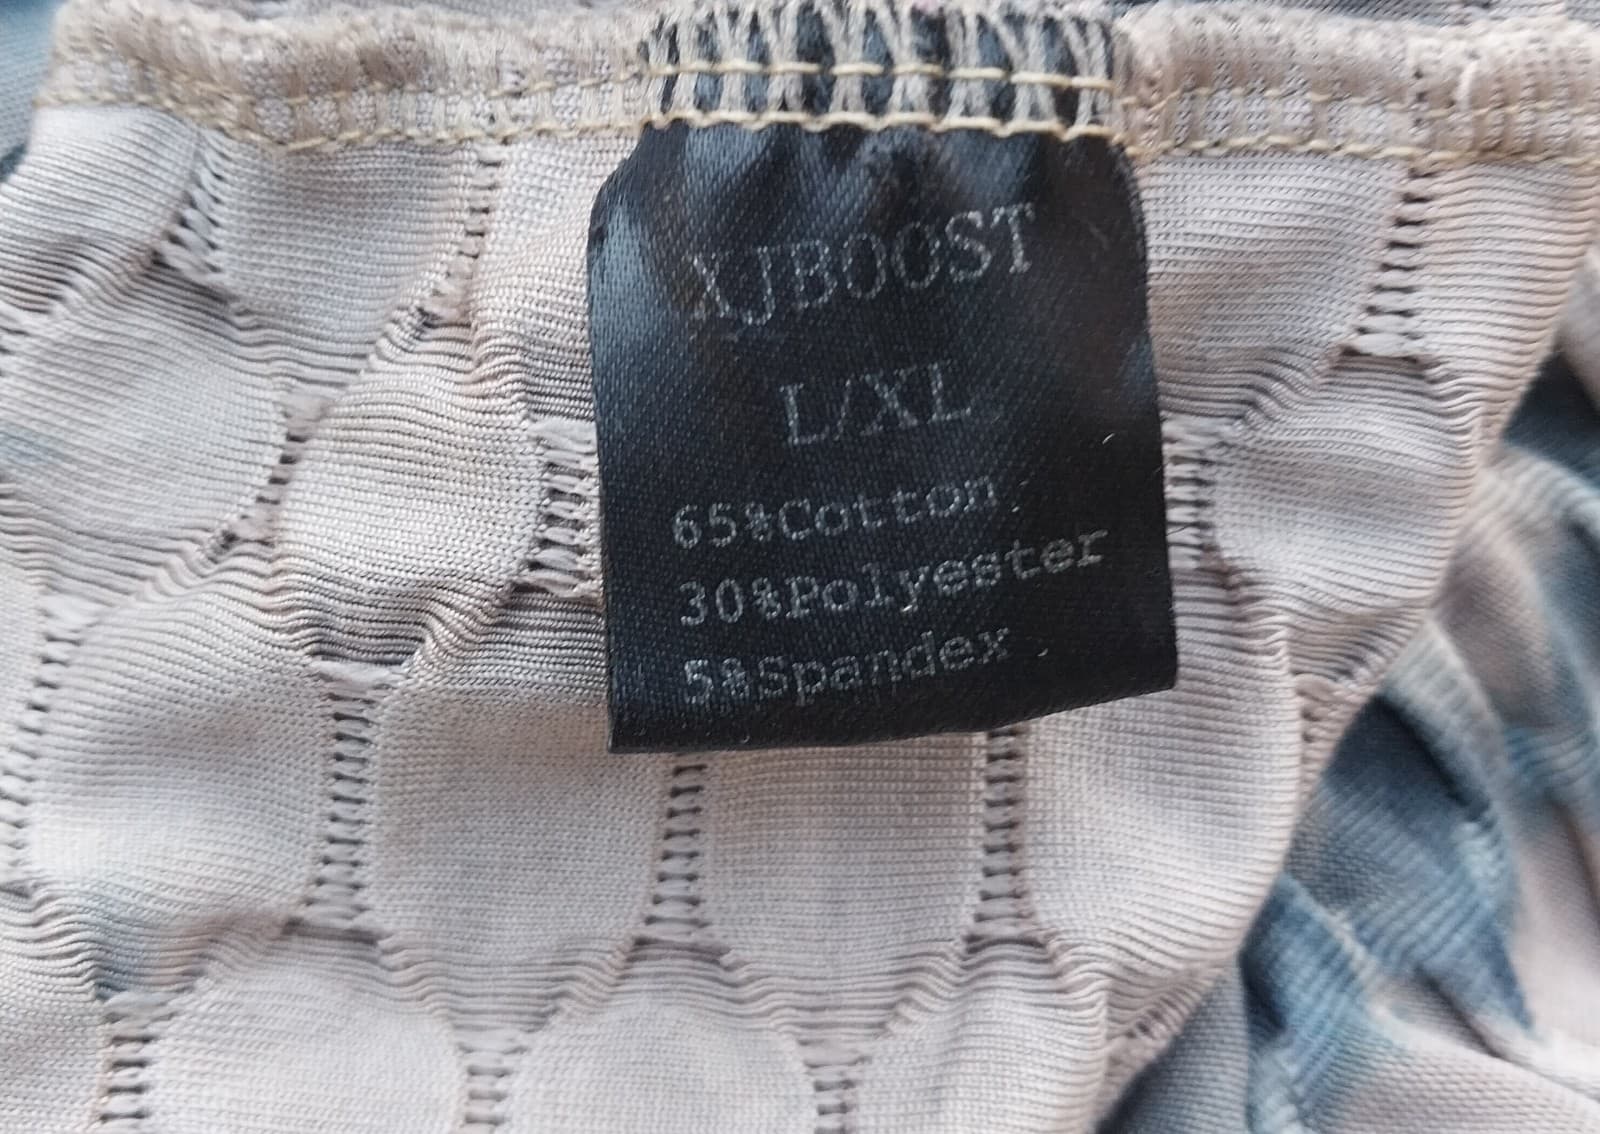 XJBOOST
L/XL
65%Cotton
30%Polyester
5%Spandex